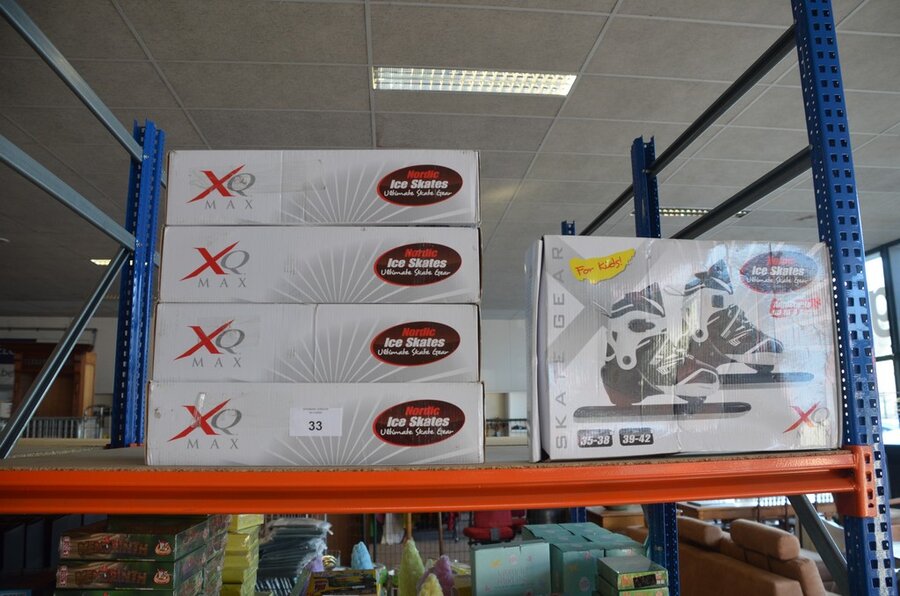 XQ
MAX
Nordic
Ice Skates
Ultimate Skate Gear
XQ
MAX
Nordic
Ice Skates
Ultimate Skate Gear
XQ
MAX
Nordic
Ice Skates
Ultimate Skate Gear
XQ
MAX
33
Nordic
Ice Skates
Ultimate Skate Gear
For Kids!
SKATE GEAR
Nordic
Ice Skates
Ultimate Skate Gear
35-38
39-42
XQ